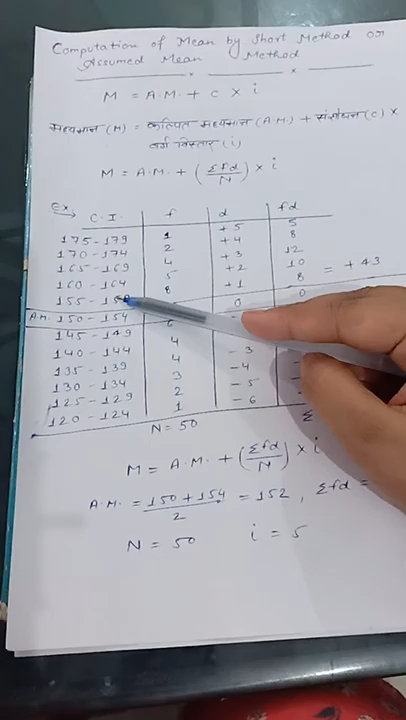 Computation of Mean by Short Method or
Assumed Mean Method
M = A.M. + c × i
मध्यमान (M) = कल्पित मध्यमान (A.M.) + संशोधन (c) ×
वर्ग विस्तार (i)
M = A.M. + (Σfd/N) × i
Ex→ C.I. f d fd
175 - 179 1 +5 5
170 - 174 2 +4 8
165 - 169 4 +3 12
160 - 164 5 +2 10
155 - 8 +1 8 = +43
A.M. 150 - 154 0 0
145 - 149 6
140 - 144 4 - 3
135 - 139 4 - 4
130 - 134 3 - 5
125 - 129 2 - 6
120 - 124 1
N = 50 Σ
M = A.M. + (Σfd/N) × i
A.M. = 150 + 154 / 2 = 152, Σfd =
N = 50 i = 5